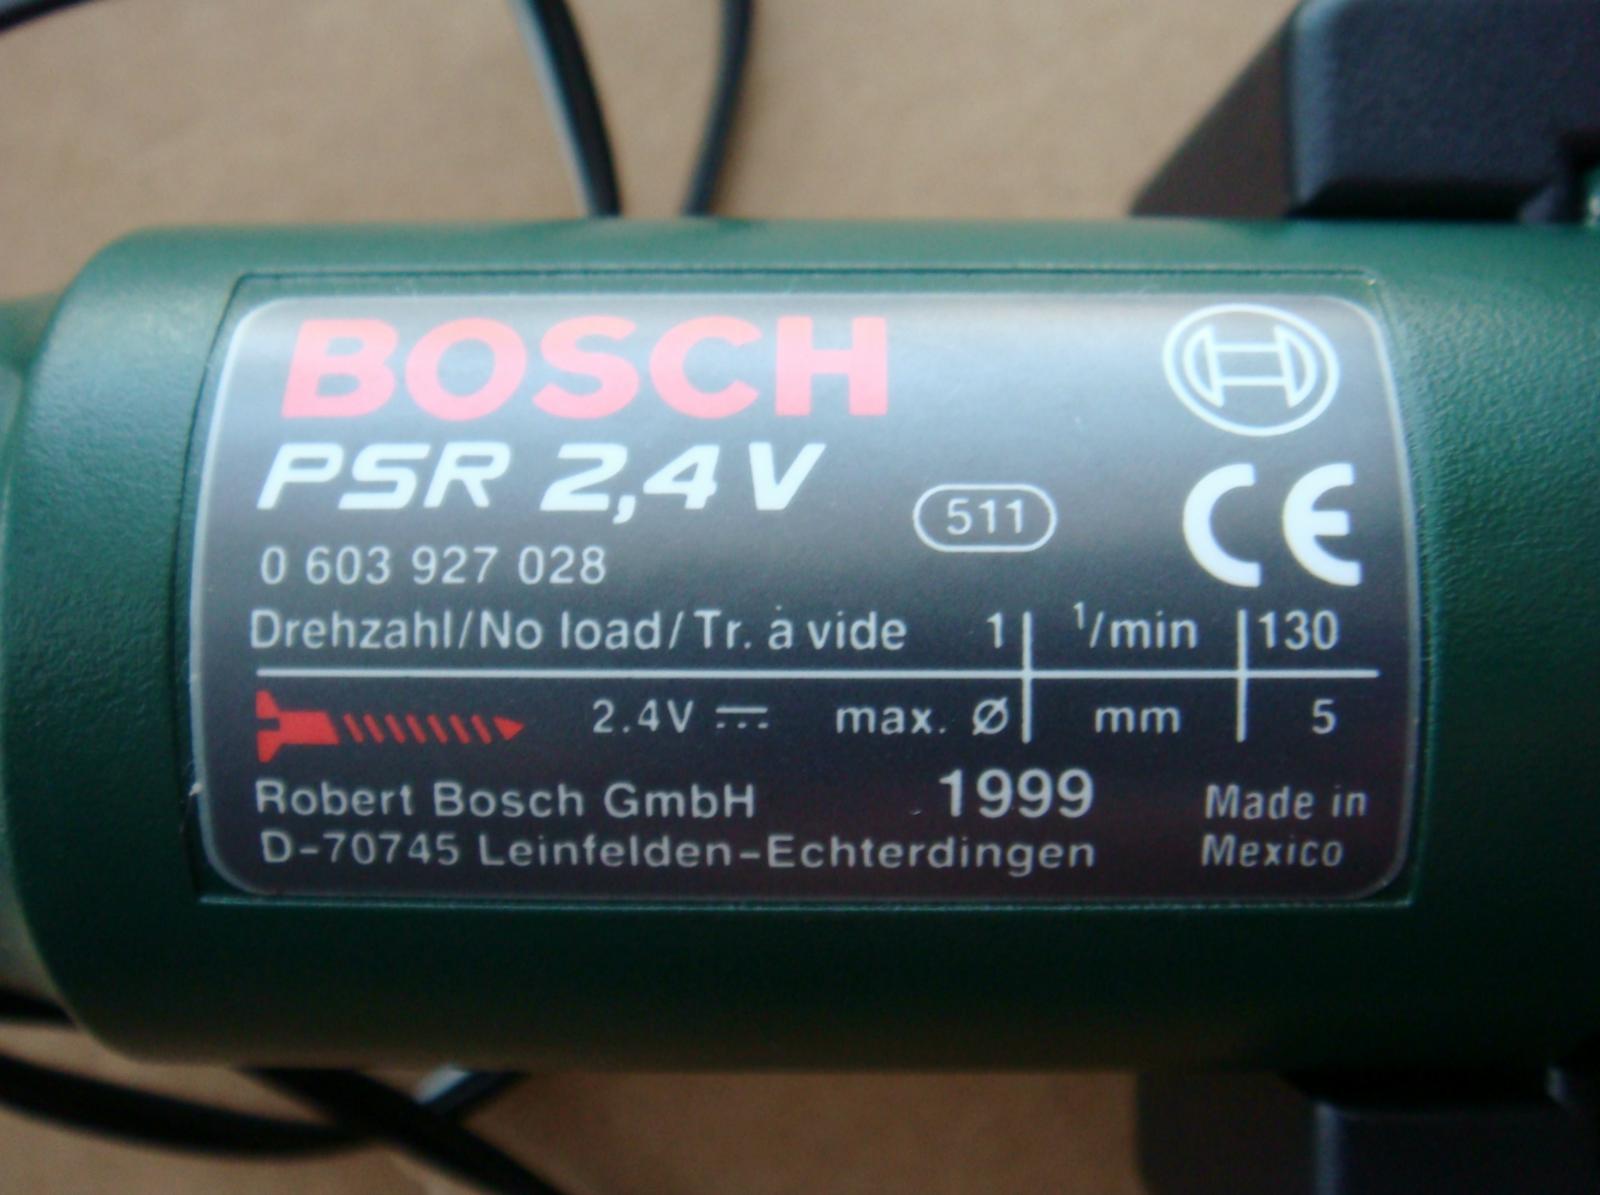 BOSCH
PSR 2,4 V
511
CE
0 603 927 028
Drehzahl/No load/Tr. à vide 1 1/min 130
2.4V ⎓ max. Ø mm 5
Robert Bosch GmbH 1999 Made in
D-70745 Leinfelden-Echterdingen Mexico